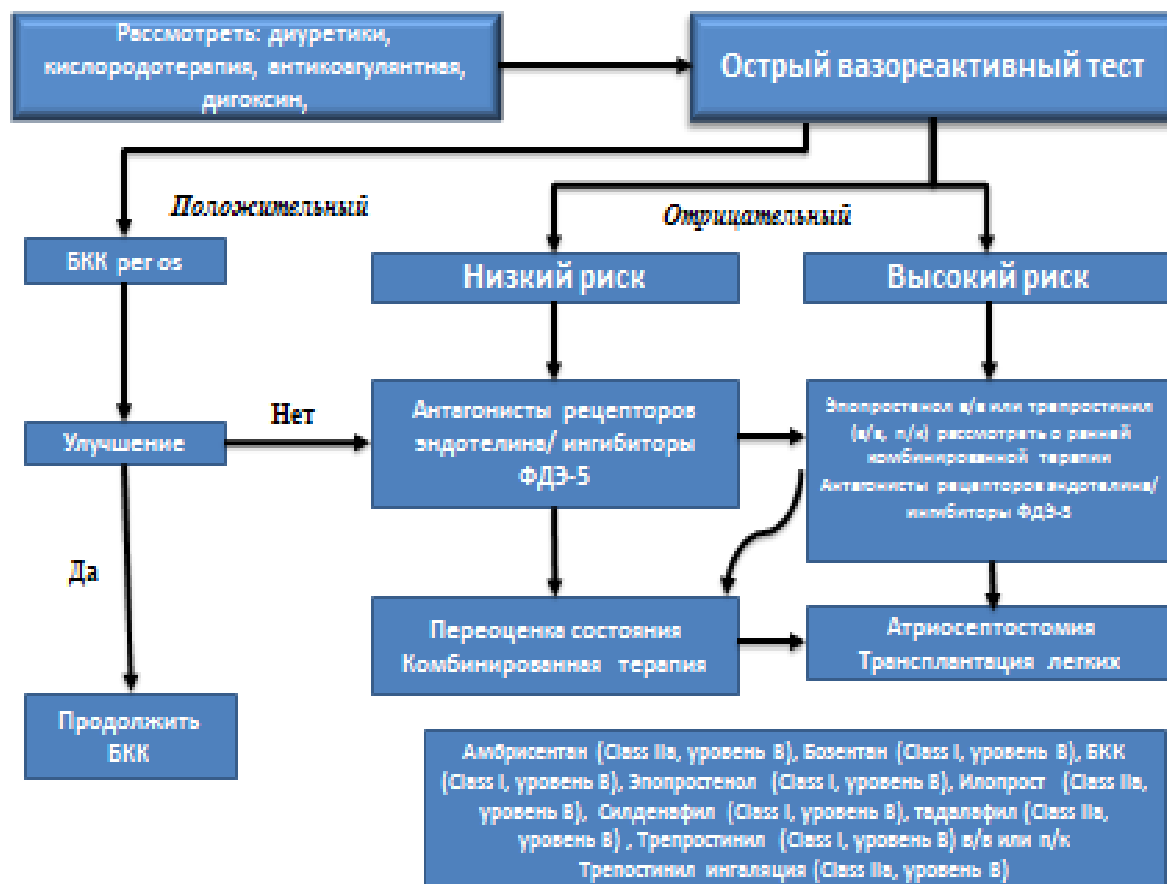 Рассмотреть: диуретики,
кислородотерапия, антикоагулянтная,
дигоксин,
Острый вазореактивный тест
Положительный
Отрицательный
БКК per os
Низкий риск
Высокий риск
Улучшение
Нет
Антагонисты рецепторов
эндотелина/ ингибиторы
ФДЭ-5
Эпопростенол в/в или трепростинил
(в/в, п/к) рассмотреть о ранней
комбинированной терапии
Антагонисты рецепторов эндотелина/
ингибиторы ФДЭ-5
Да
Переоценка состояния
Комбинированная терапия
Атриосептостомия
Трансплантация легких
Продолжить
БКК
Амбрисентан (Class IIa, уровень В), Бозентан (Class I, уровень В), БКК
(Class I, уровень В), Эпопростенол (Class I, уровень В), Илопрост (Class IIa,
уровень В), Силденафил (Class I, уровень В), тадалафил (Class IIa,
уровень В) , Трепростинил (Class I, уровень В) в/в или п/к
Трепостинил ингаляция (Class IIa, уровень В)